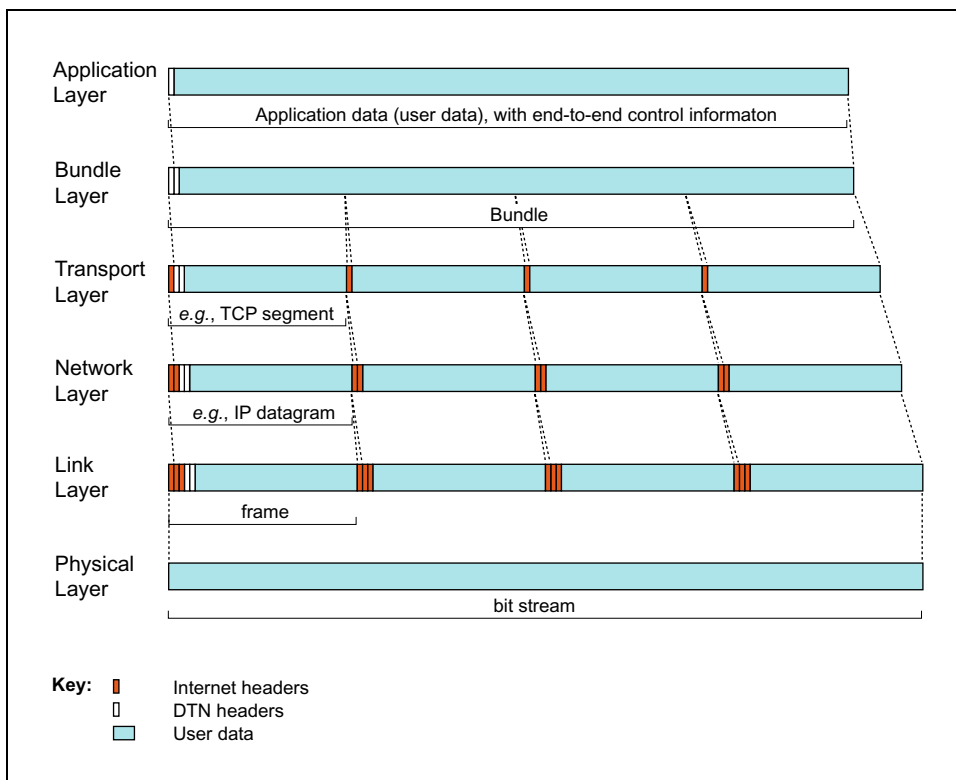 Application
Layer
Application data (user data), with end-to-end control informaton
Bundle
Layer
Bundle
Transport
Layer
e.g., TCP segment
Network
Layer
e.g., IP datagram
Link
Layer
frame
Physical
Layer
bit stream
Key:
Internet headers
DTN headers
User data